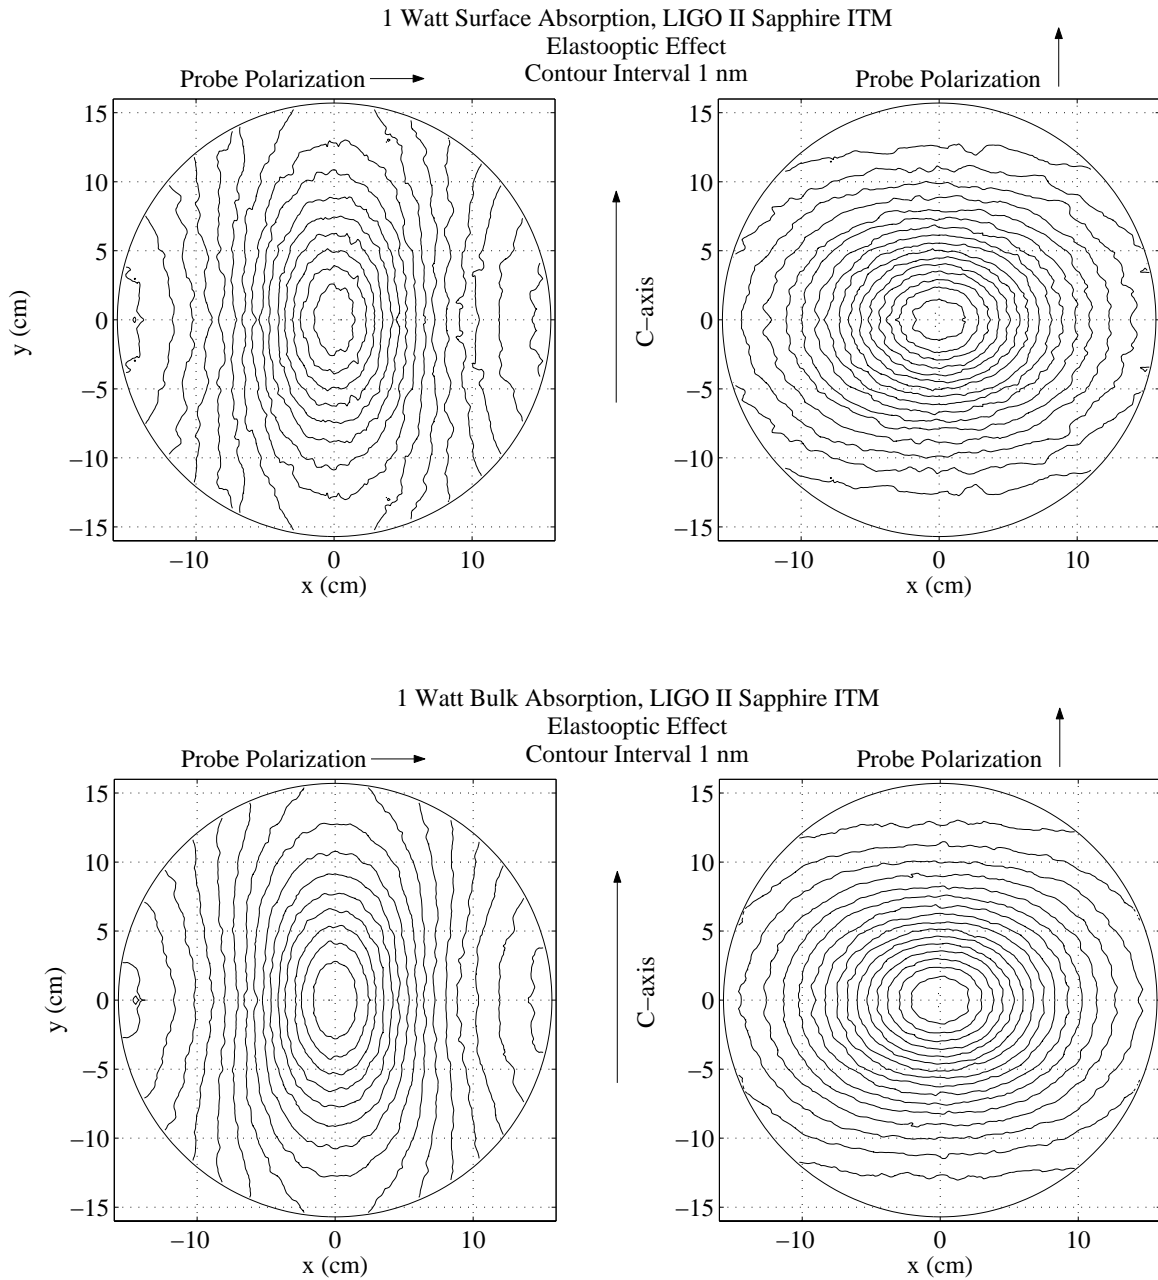 1 Watt Surface Absorption, LIGO II Sapphire ITM
Elastooptic Effect
Contour Interval 1 nm
Probe Polarization
Probe Polarization
15
10
5
0
−5
−10
−15
y (cm)
−10 0 10
x (cm)
C−axis
15
10
5
0
−5
−10
−15
−10 0 10
x (cm)
1 Watt Bulk Absorption, LIGO II Sapphire ITM
Elastooptic Effect
Contour Interval 1 nm
Probe Polarization
Probe Polarization
15
10
5
0
−5
−10
−15
y (cm)
−10 0 10
x (cm)
C−axis
15
10
5
0
−5
−10
−15
−10 0 10
x (cm)